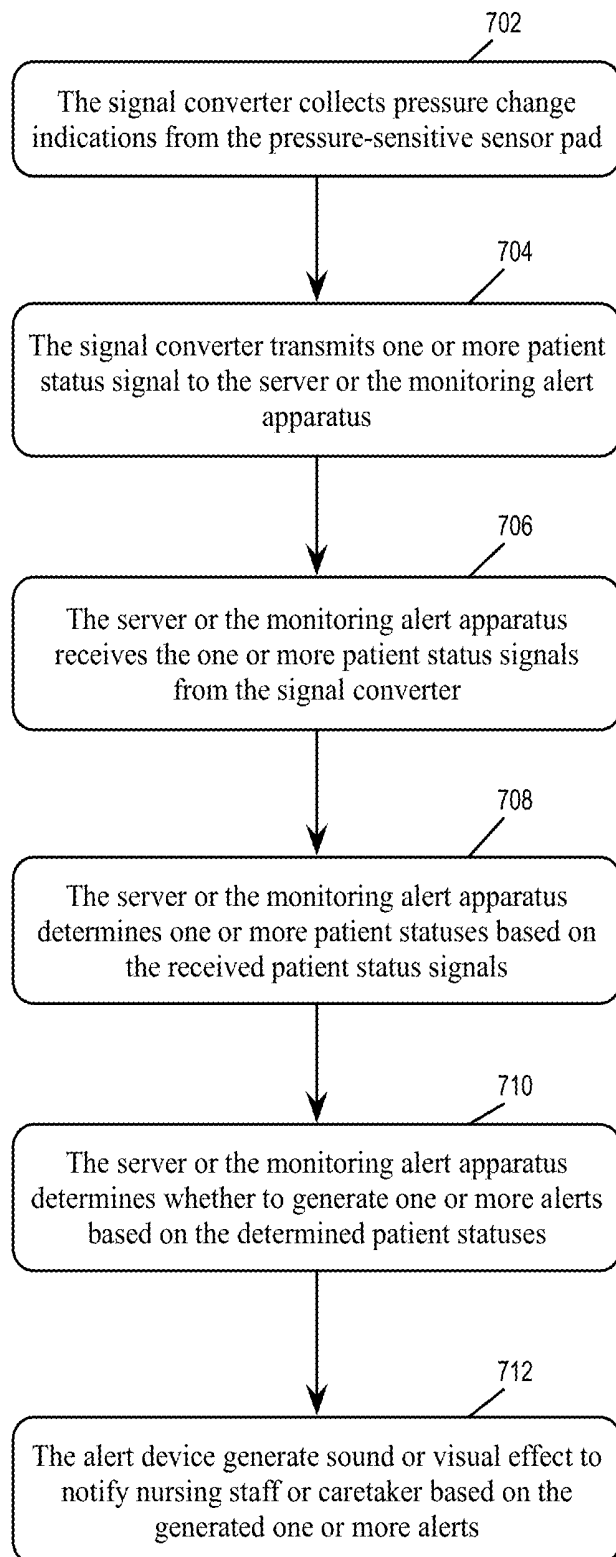 702
The signal converter collects pressure change
indications from the pressure-sensitive sensor pad
704
The signal converter transmits one or more patient
status signal to the server or the monitoring alert
apparatus
706
The server or the monitoring alert apparatus
receives the one or more patient status signals
from the signal converter
708
The server or the monitoring alert apparatus
determines one or more patient statuses based on
the received patient status signals
710
The server or the monitoring alert apparatus
determines whether to generate one or more alerts
based on the determined patient statuses
712
The alert device generate sound or visual effect to
notify nursing staff or caretaker based on the
generated one or more alerts